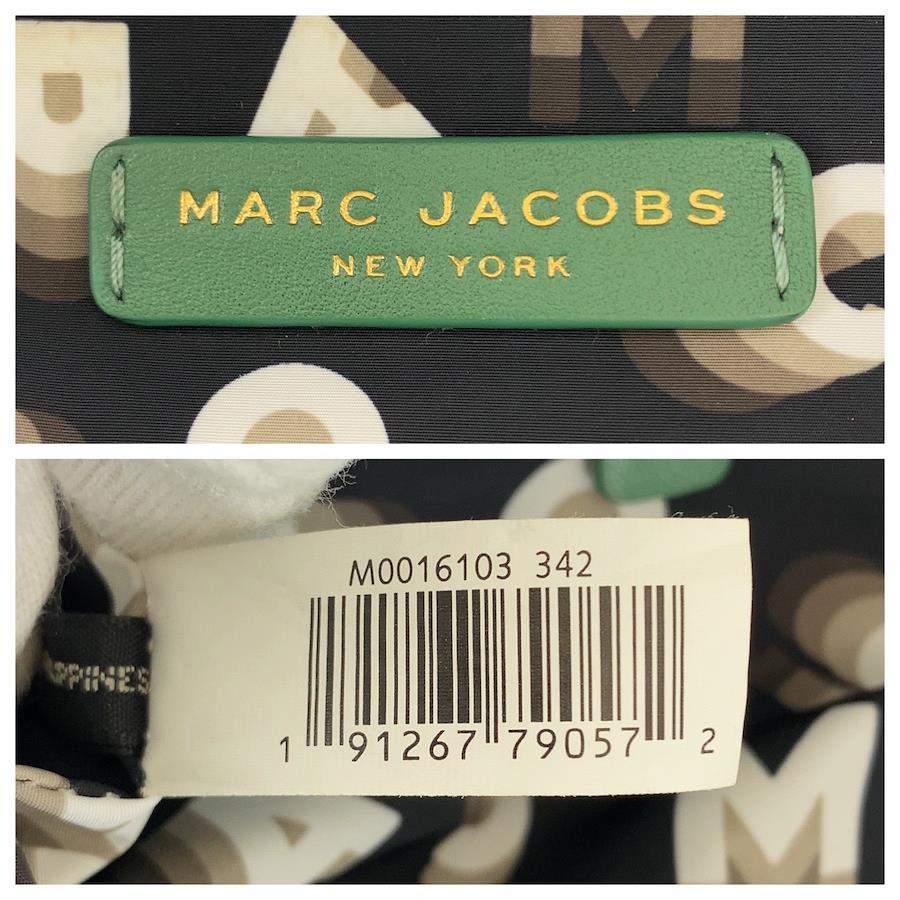 MARC JACOBS
NEW YORK
M0016103 342
1 91267 79057 2